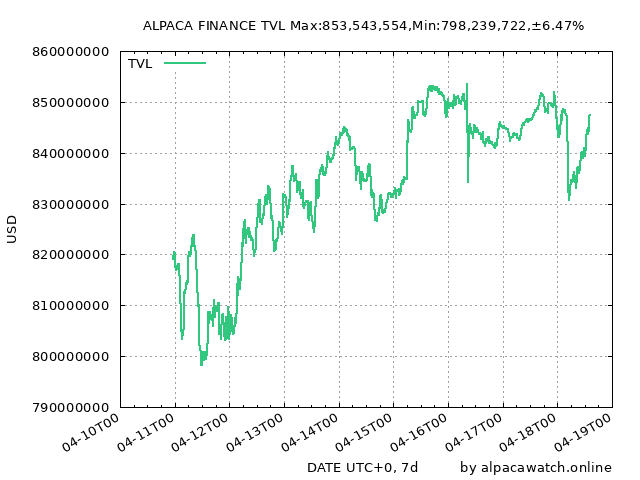 ALPACA FINANCE TVL Max:853,543,554,Min:798,239,722,±6.47%
TVL
860000000
850000000
840000000
830000000
820000000
810000000
800000000
790000000
USD
04-10T00
04-11T00
04-12T00
04-13T00
04-14T00
04-15T00
04-16T00
04-17T00
04-18T00
04-19T00
DATE UTC+0, 7d
by alpacawatch.online